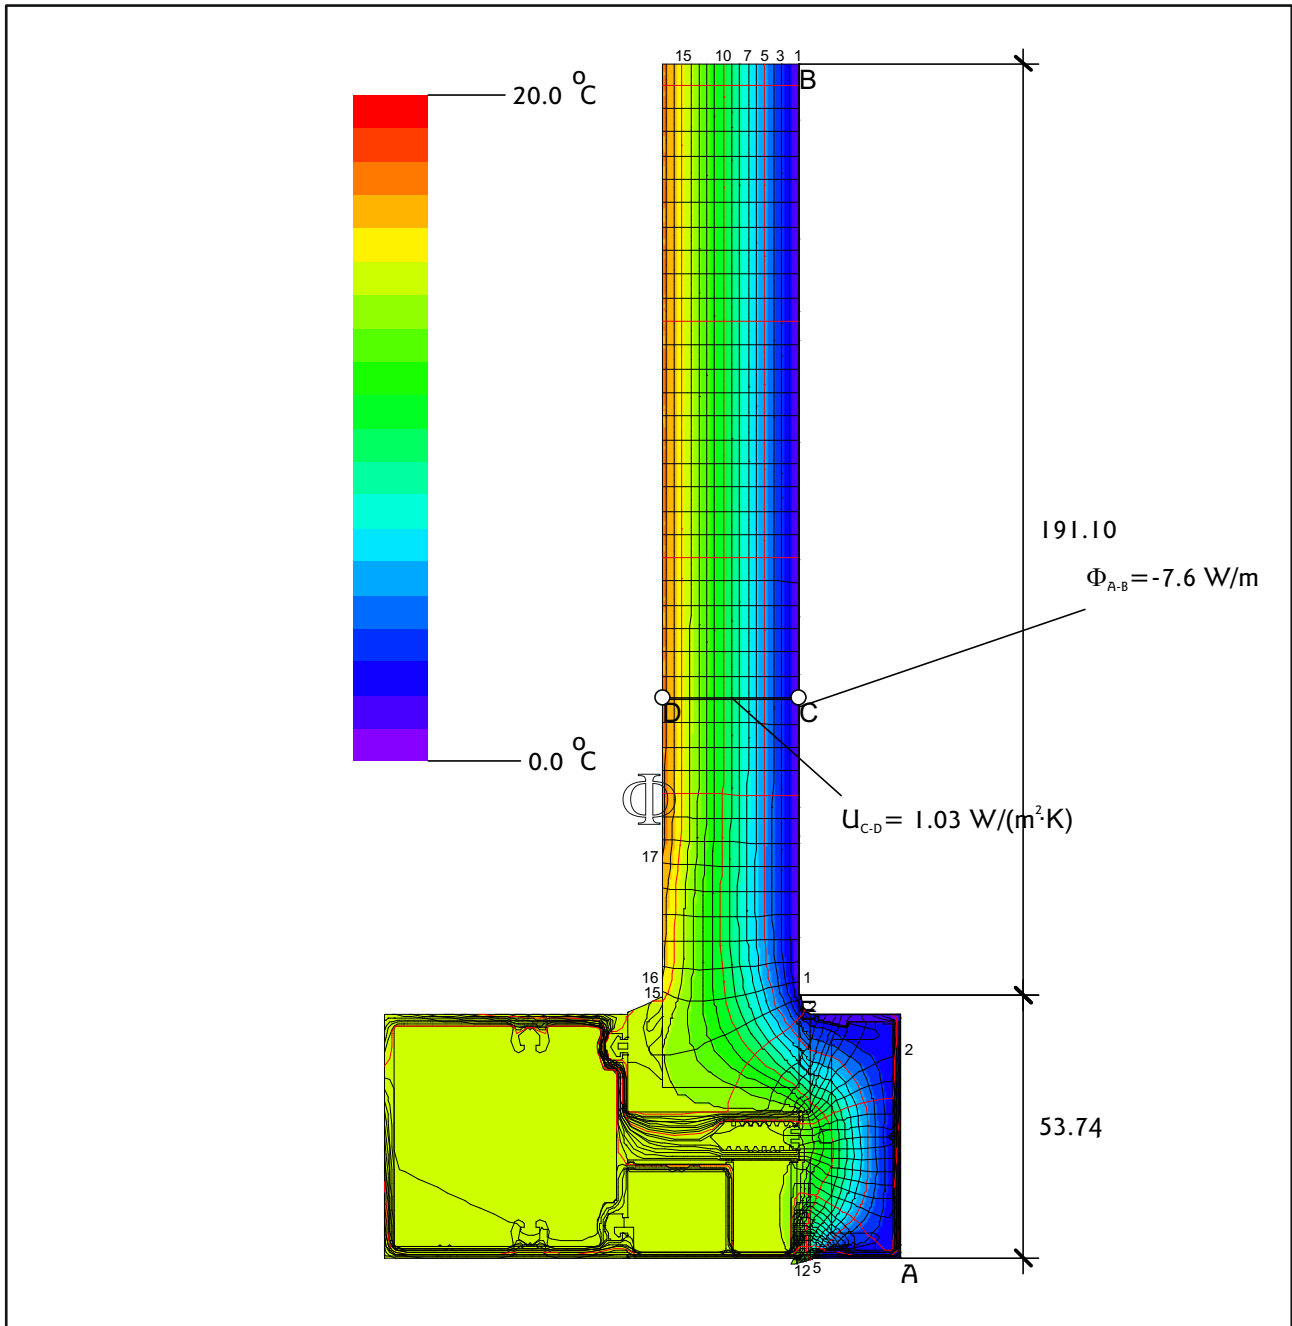 15 10 7 5 3 1
B
20.0 °C
191.10
Φ_A-B=-7.6 W/m
D C
0.0 °C
Φ
U_C-D= 1.03 W/(m²·K)
17
16 1
15 2
2
53.74
12 5
A